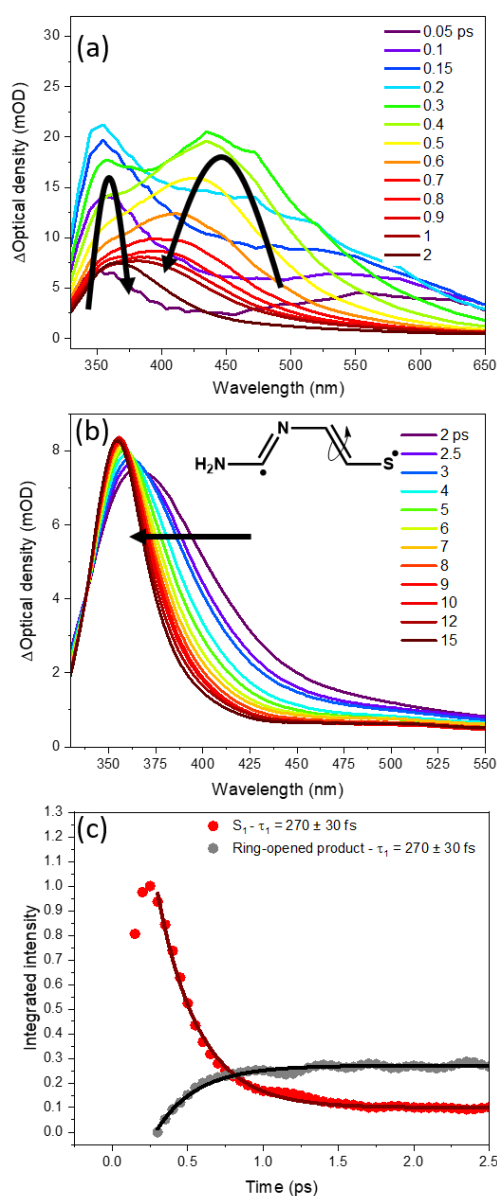 (a)
ΔOptical density (mOD)
30
25
20
15
10
5
0
0.05 ps
0.1
0.15
0.2
0.3
0.4
0.5
0.6
0.7
0.8
0.9
1
2
350 400 450 500 550 600 650
Wavelength (nm)
(b)
ΔOptical density (mOD)
8
6
4
2
0
H₂N
N
S
2 ps
2.5
3
4
5
6
7
8
9
10
12
15
350 375 400 425 450 475 500 525 550
Wavelength (nm)
(c)
Integrated intensity
1.3
1.2
1.1
1.0
0.9
0.8
0.7
0.6
0.5
0.4
0.3
0.2
0.1
0.0
S₁ - τ₁ = 270 ± 30 fs
Ring-opened product - τ₁ = 270 ± 30 fs
0.0 0.5 1.0 1.5 2.0 2.5
Time (ps)